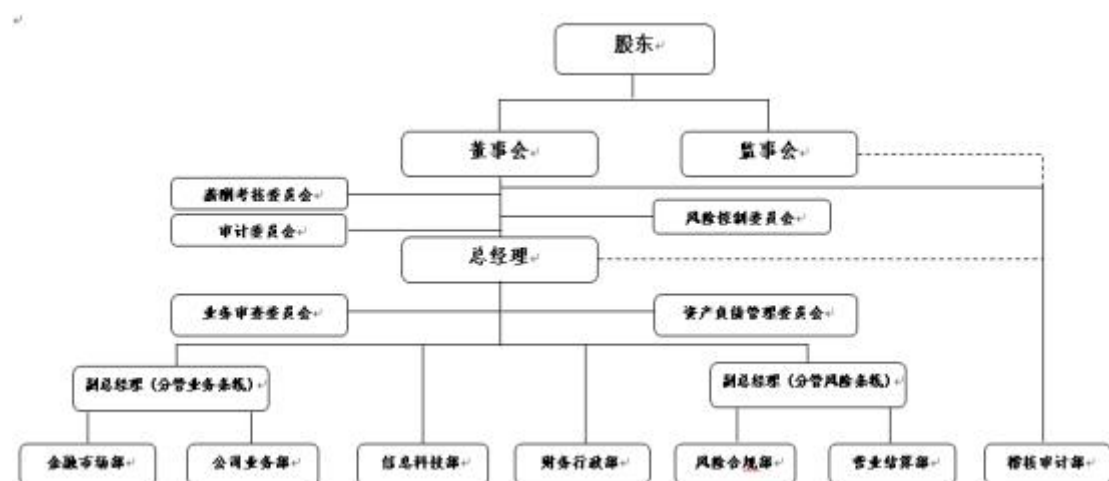 股东
董事会
监事会
薪酬考核委员会
风险控制委员会
审计委员会
总经理
业务审查委员会
资产负债管理委员会
副总经理（分管业务条线）
副总经理（分管风险条线）
金融市场部
公司业务部
信息科技部
财务行政部
风险合规部
营业结算部
稽核审计部